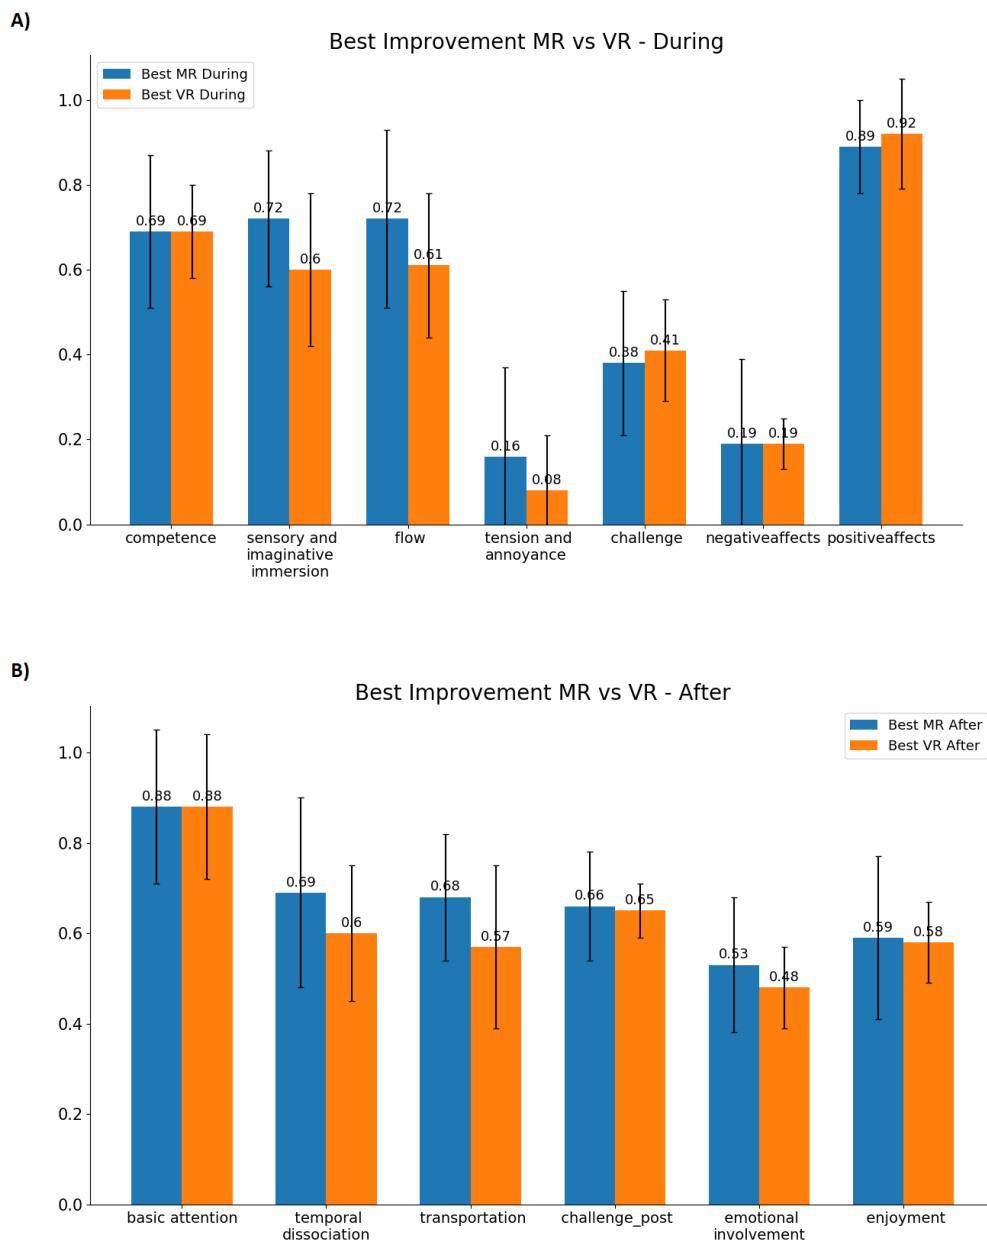 A)
Best Improvement MR vs VR - During
Best MR During
Best VR During
1.0
0.8
0.6
0.4
0.2
0.0
0.69 0.69
0.72
0.6
0.72
0.61
0.16
0.08
0.38
0.41
0.19 0.19
0.89
0.92
competence
sensory and
imaginative
immersion
flow
tension and
annoyance
challenge
negativeaffects
positiveaffects
B)
Best Improvement MR vs VR - After
Best MR After
Best VR After
1.0
0.8
0.6
0.4
0.2
0.0
0.88 0.88
0.69
0.6
0.68
0.57
0.66
0.65
0.53
0.48
0.59
0.58
basic attention
temporal
dissociation
transportation
challenge_post
emotional
involvement
enjoyment